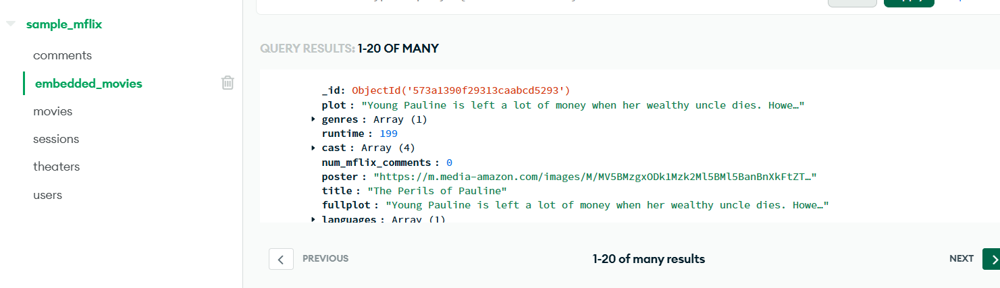 sample_mflix
comments
embedded_movies
movies
sessions
theaters
users
QUERY RESULTS: 1-20 OF MANY
_id: ObjectId('573a1390f29313caabcd5293')
plot : "Young Pauline is left a lot of money when her wealthy uncle dies. Howe…"
genres : Array (1)
runtime : 199
cast : Array (4)
num_mflix_comments : 0
poster : "https://m.media-amazon.com/images/M/MV5BMzgxODk1Mzk2Ml5BMl5BanBnXkFtZT…"
title : "The Perils of Pauline"
fullplot : "Young Pauline is left a lot of money when her wealthy uncle dies. Howe…"
languages : Array (1)
PREVIOUS
1-20 of many results
NEXT